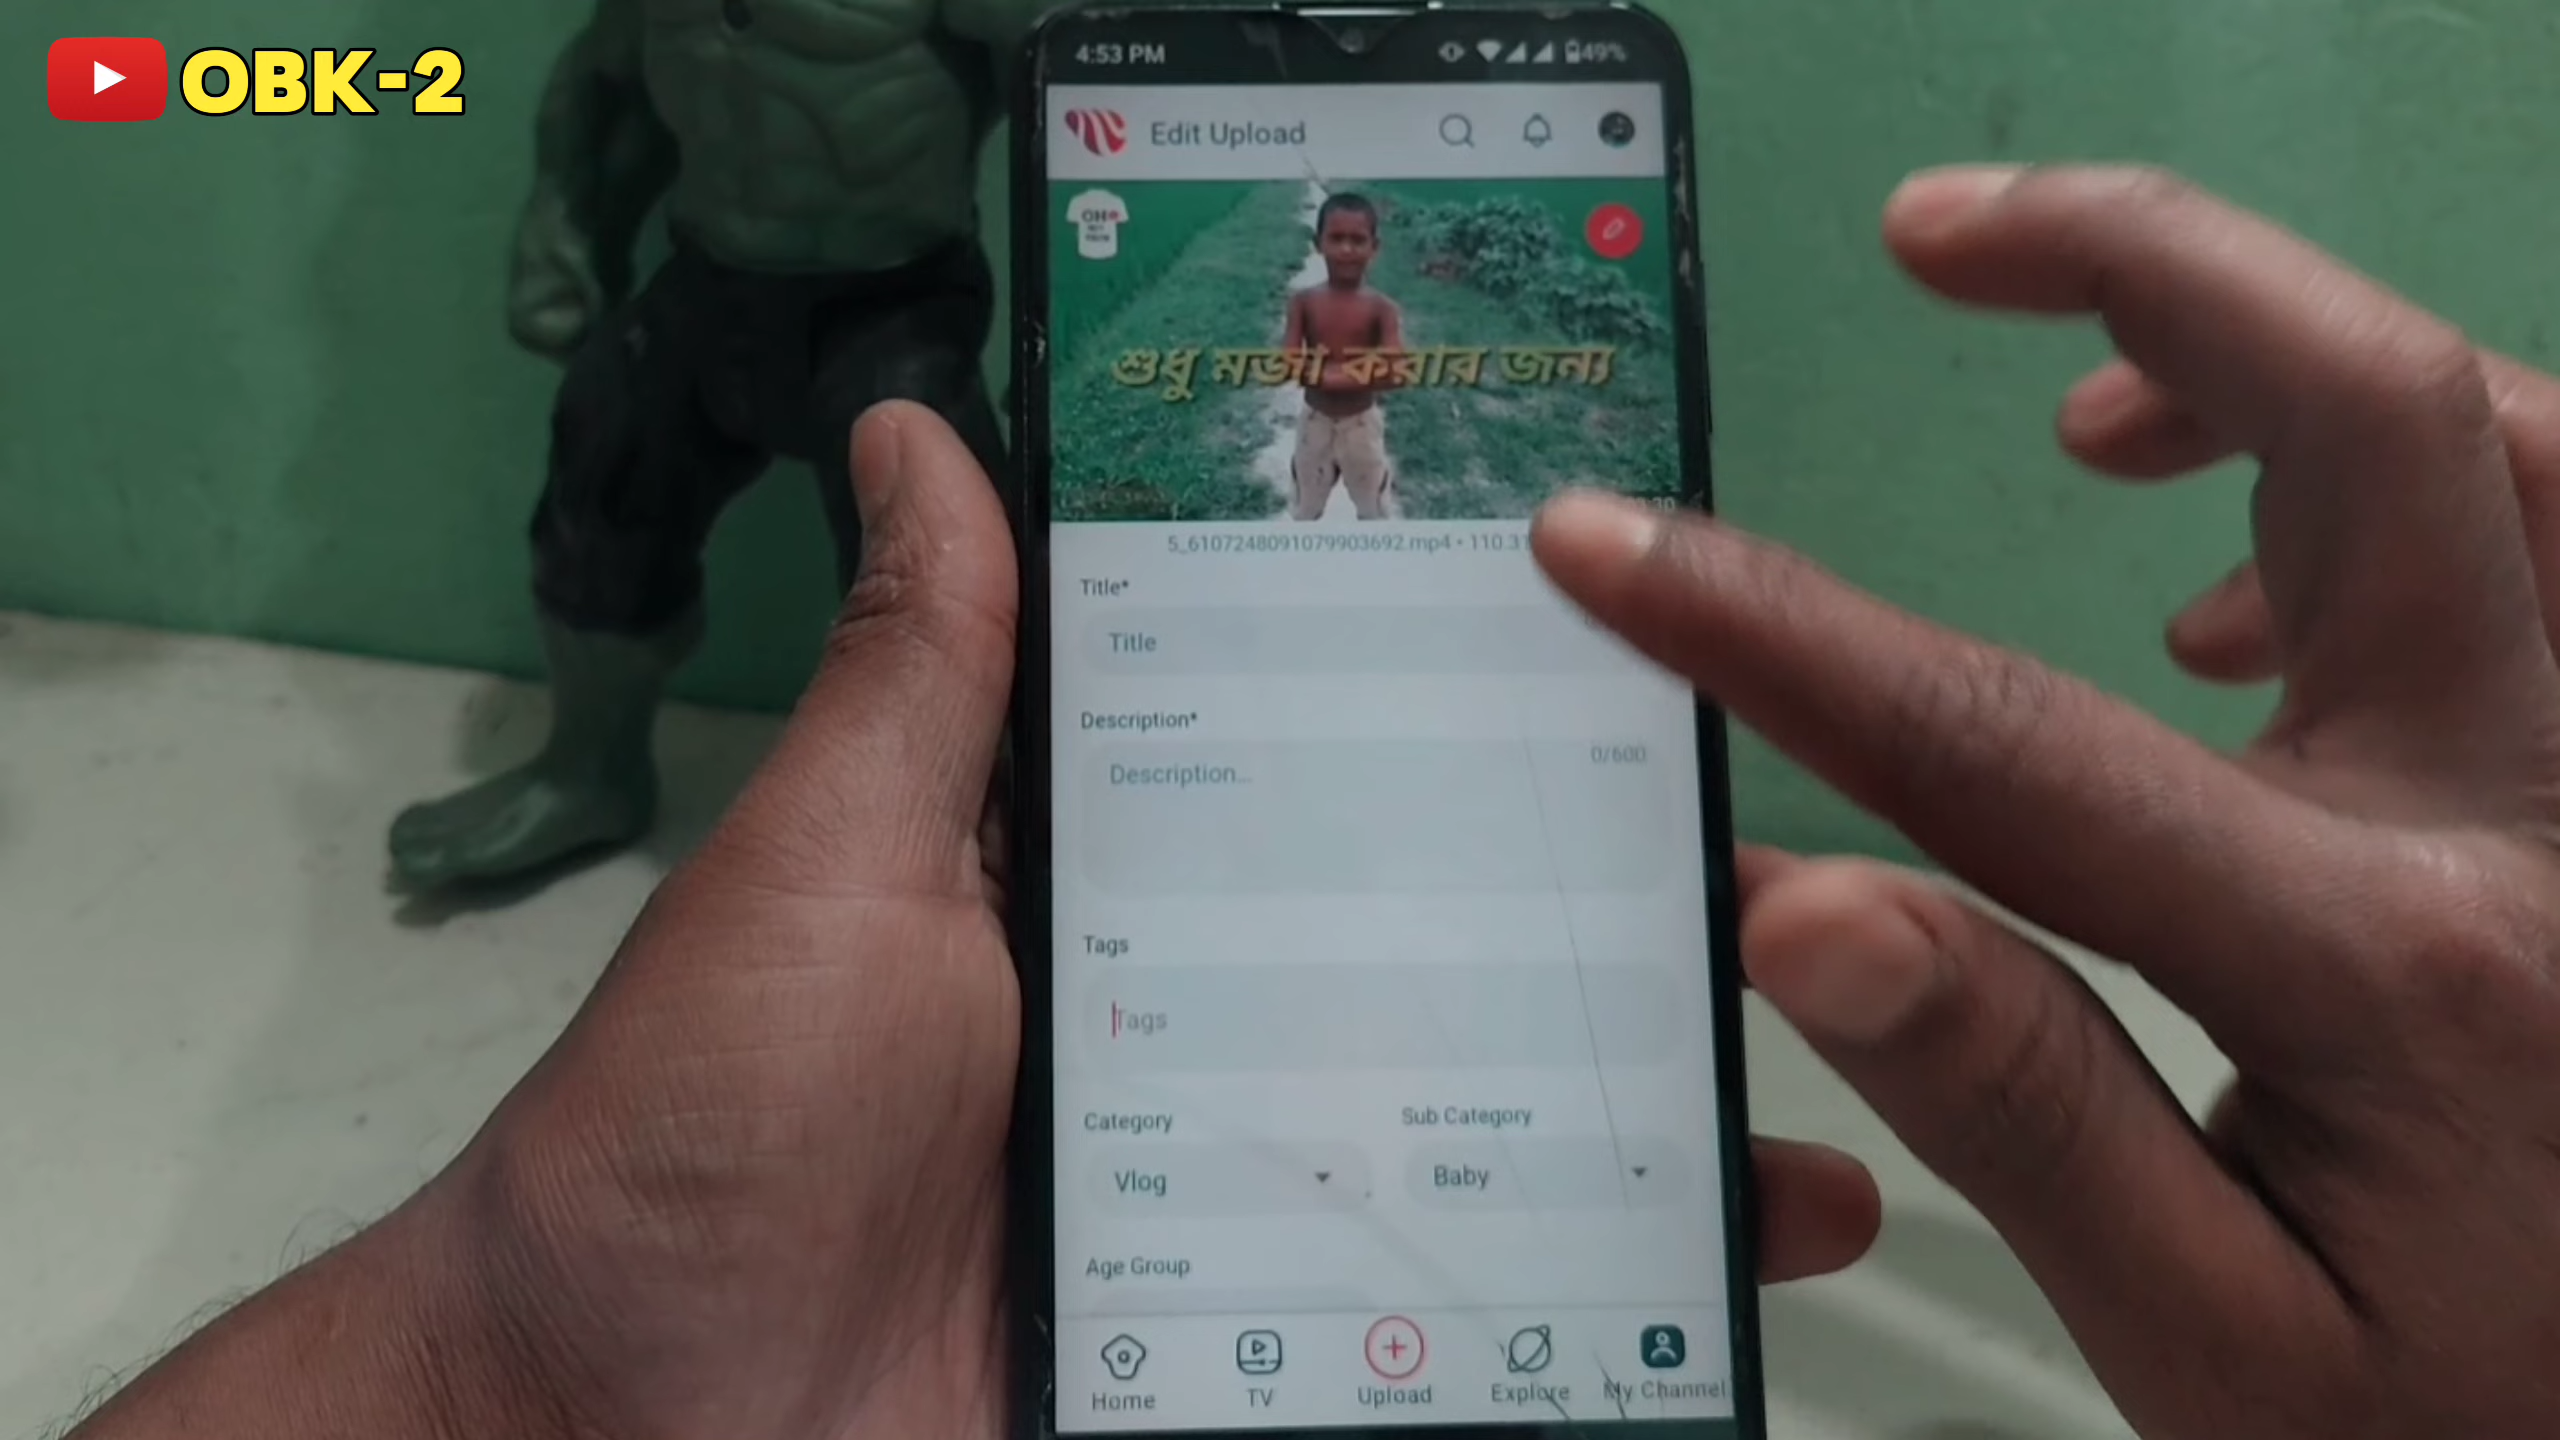 OBK-2
4:53 PM
49%
Edit Upload
শুধু মজা করার জন্য
5_6107248091079903692.mp4 • 110.31
Title*
Title
Description*
0/600
Description...
Tags
Tags
Category
Sub Category
Vlog
Baby
Age Group
Home
TV
Upload
Explore
My Channel